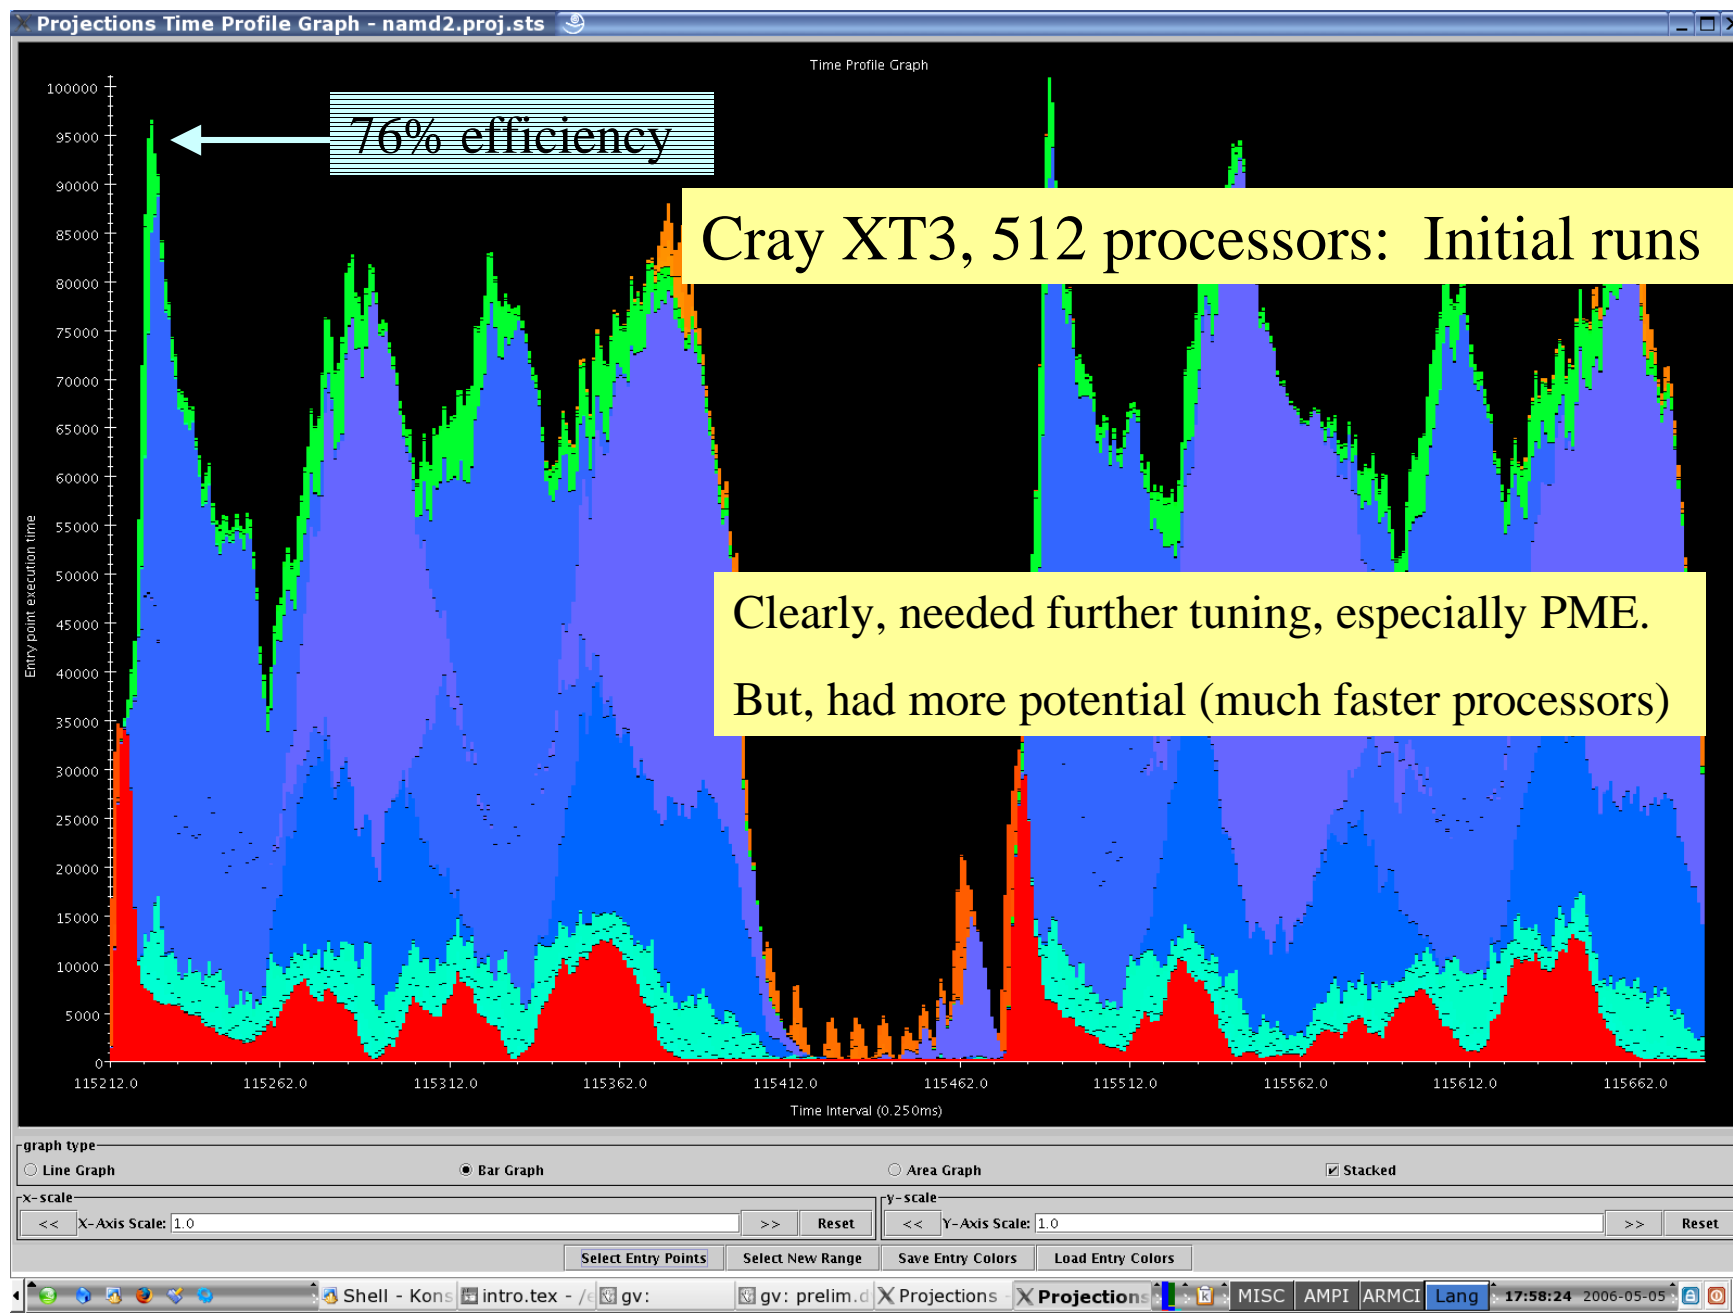 Projections Time Profile Graph - namd2.proj.sts
Time Profile Graph
100000
95000
90000
85000
80000
75000
70000
65000
60000
55000
50000
45000
40000
35000
30000
25000
20000
15000
10000
5000
0
Entry point execution time
76% efficiency
Cray XT3, 512 processors: Initial runs
Clearly, needed further tuning, especially PME.
But, had more potential (much faster processors)
115212.0 115262.0 115312.0 115362.0 115412.0 115462.0 115512.0 115562.0 115612.0 115662.0
Time Interval (0.250ms)
graph type
Line Graph Bar Graph Area Graph Stacked
x-scale y-scale
<< X-Axis Scale: 1.0 >> Reset << Y-Axis Scale: 1.0 >> Reset
Select Entry Points Select New Range Save Entry Colors Load Entry Colors
Shell - Kons intro.tex - /e gv: gv: prelim.d Projections - Projections MISC AMPI ARMCI Lang 17:58:24 2006-05-05